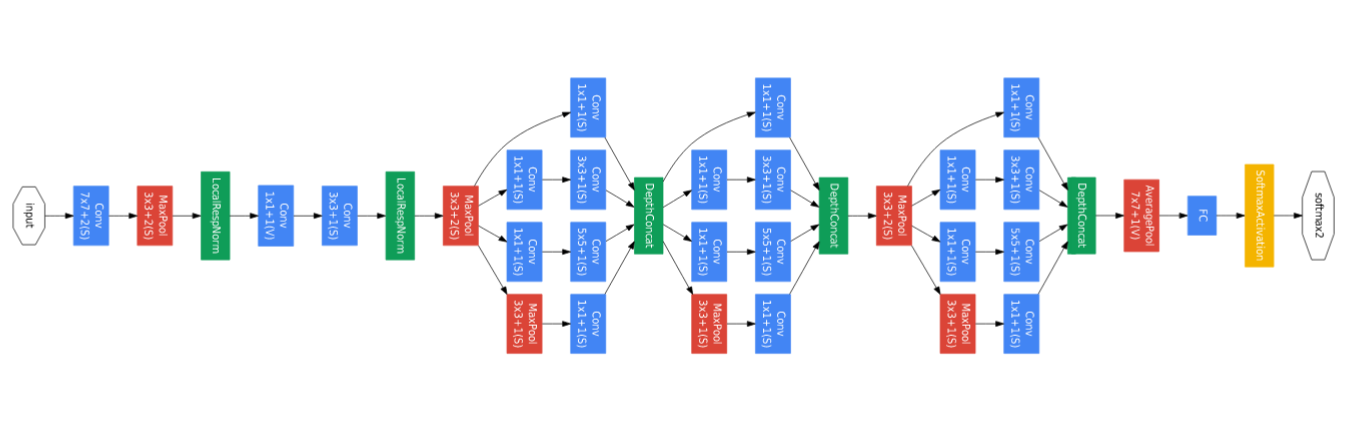 input
Conv
7x7+2(S)
MaxPool
3x3+2(S)
LocalRespNorm
Conv
1x1+1(V)
Conv
3x3+1(S)
LocalRespNorm
MaxPool
3x3+2(S)
Conv
1x1+1(S)
Conv
1x1+1(S)
Conv
3x3+1(S)
Conv
1x1+1(S)
Conv
5x5+1(S)
MaxPool
3x3+1(S)
Conv
1x1+1(S)
DepthConcat
Conv
1x1+1(S)
Conv
1x1+1(S)
Conv
3x3+1(S)
Conv
1x1+1(S)
Conv
5x5+1(S)
MaxPool
3x3+1(S)
Conv
1x1+1(S)
DepthConcat
MaxPool
3x3+2(S)
Conv
1x1+1(S)
Conv
1x1+1(S)
Conv
3x3+1(S)
Conv
1x1+1(S)
Conv
5x5+1(S)
MaxPool
3x3+1(S)
Conv
1x1+1(S)
DepthConcat
AveragePool
7x7+1(V)
FC
SoftmaxActivation
softmax2